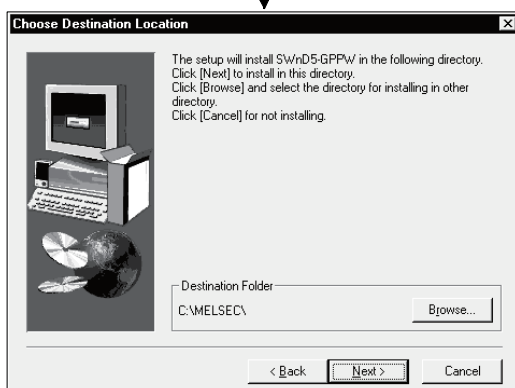 Choose Destination Location
The setup will install SWnD5-GPPW in the following directory.
Click [Next] to install in this directory.
Click [Browse] and select the directory for installing in other
directory.
Click [Cancel] for not installing.
Destination Folder
C:\MELSEC\
Browse...
< Back
Next >
Cancel